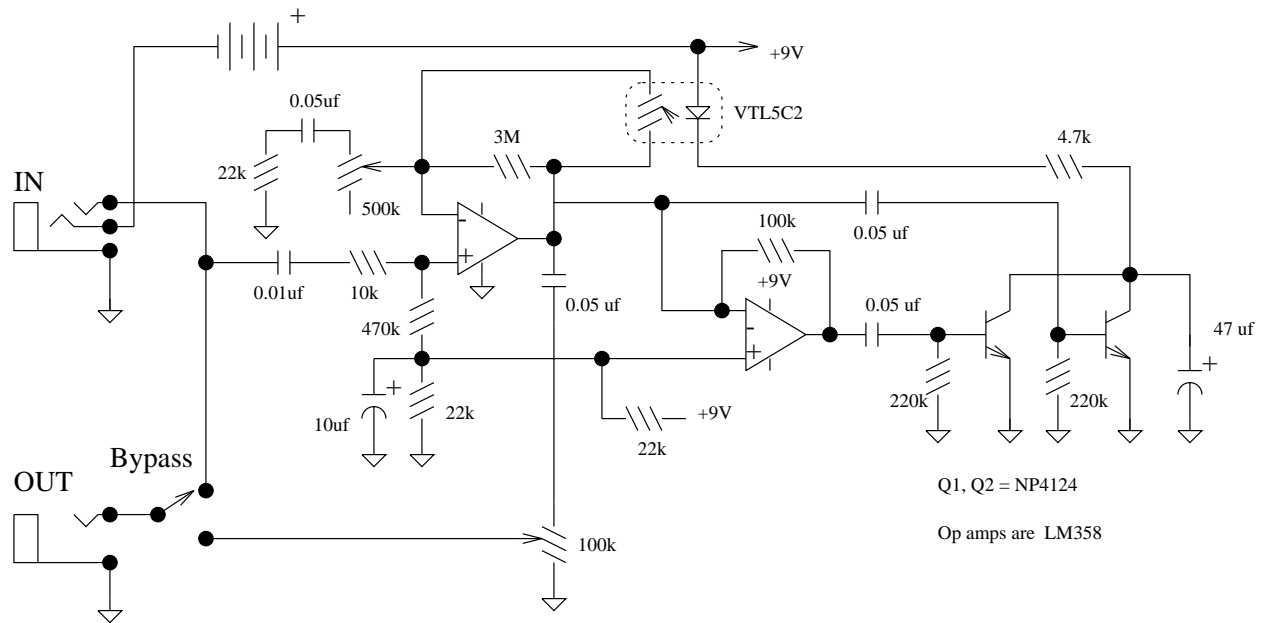 +
+9V
0.05uf
VTL5C2
3M
4.7k
22k
IN
500k
-
+
100k
0.05 uf
0.01uf
10k
+9V
0.05 uf
0.05 uf
-
+
470k
47 uf
+
+
10uf
22k
+9V
22k
220k
220k
Bypass
OUT
Q1, Q2 = NP4124
Op amps are LM358
100k